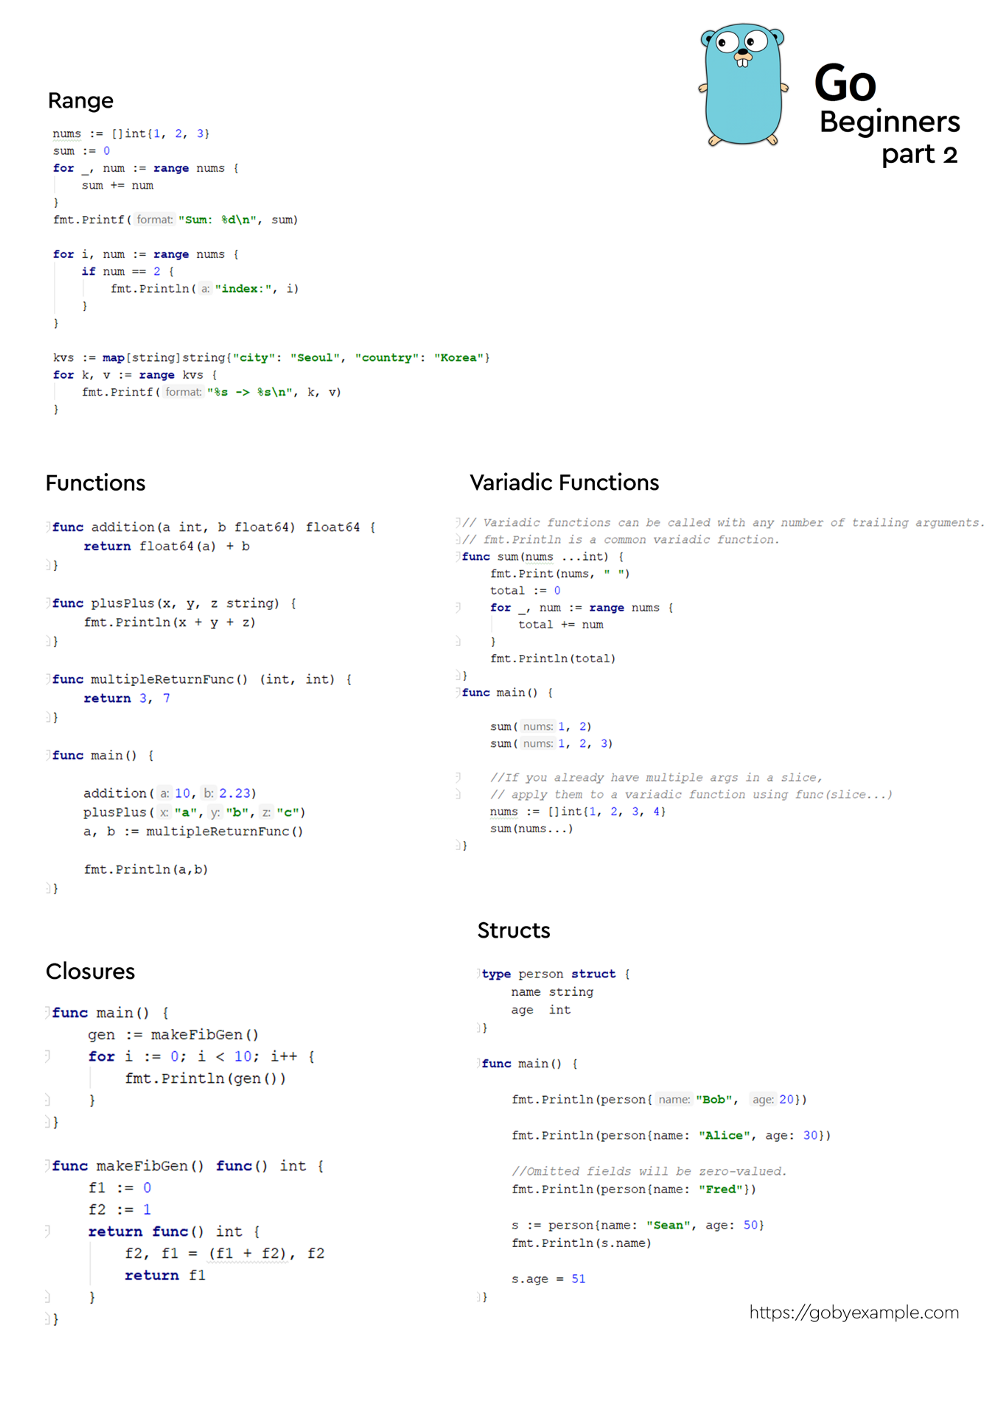 Go
Beginners
part 2
Range
nums := []int{1, 2, 3}
sum := 0
for _, num := range nums {
    sum += num
}
fmt.Printf( format: "Sum: %d\n", sum)

for i, num := range nums {
    if num == 2 {
        fmt.Println( a: "index:", i)
    }
}

kvs := map[string]string{"city": "Seoul", "country": "Korea"}
for k, v := range kvs {
    fmt.Printf( format: "%s -> %s\n", k, v)
}
Functions
func addition(a int, b float64) float64 {
    return float64(a) + b
}

func plusPlus(x, y, z string) {
    fmt.Println(x + y + z)
}

func multipleReturnFunc() (int, int) {
    return 3, 7
}

func main() {

    addition( a: 10, b: 2.23)
    plusPlus( x: "a", y: "b", z: "c")
    a, b := multipleReturnFunc()

    fmt.Println(a,b)
}
Variadic Functions
// Variadic functions can be called with any number of trailing arguments.
// fmt.Println is a common variadic function.
func sum(nums ...int) {
    fmt.Print(nums, " ")
    total := 0
    for _, num := range nums {
        total += num
    }
    fmt.Println(total)
}
func main() {

    sum( nums: 1, 2)
    sum( nums: 1, 2, 3)

    //If you already have multiple args in a slice,
    // apply them to a variadic function using func(slice...)
    nums := []int{1, 2, 3, 4}
    sum(nums...)
}
Closures
func main() {
    gen := makeFibGen()
    for i := 0; i < 10; i++ {
        fmt.Println(gen())
    }
}

func makeFibGen() func() int {
    f1 := 0
    f2 := 1
    return func() int {
        f2, f1 = (f1 + f2), f2
        return f1
    }
}
Structs
type person struct {
    name string
    age  int
}

func main() {

    fmt.Println(person{ name: "Bob", age: 20})

    fmt.Println(person{name: "Alice", age: 30})

    //Omitted fields will be zero-valued.
    fmt.Println(person{name: "Fred"})

    s := person{name: "Sean", age: 50}
    fmt.Println(s.name)

    s.age = 51
}
https://gobyexample.com